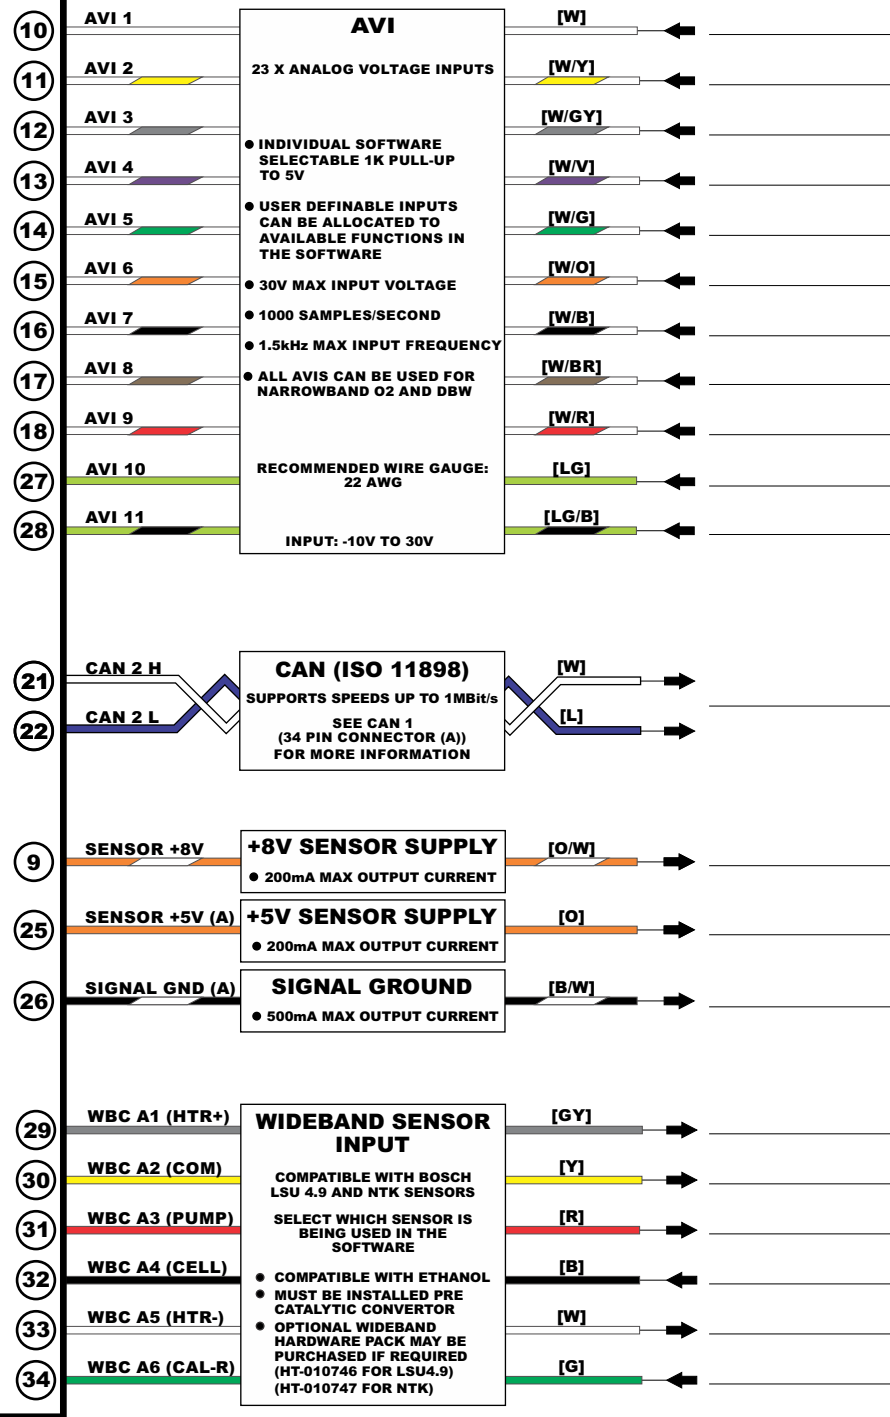 10 AVI 1 [W]
11 AVI 2 [W/Y]
12 AVI 3 [W/GY]
13 AVI 4 [W/V]
14 AVI 5 [W/G]
15 AVI 6 [W/O]
16 AVI 7 [W/B]
17 AVI 8 [W/BR]
18 AVI 9 [W/R]
27 AVI 10 [LG]
28 AVI 11 [LG/B]
AVI
23 X ANALOG VOLTAGE INPUTS
● INDIVIDUAL SOFTWARE
SELECTABLE 1K PULL-UP
TO 5V
● USER DEFINABLE INPUTS
CAN BE ALLOCATED TO
AVAILABLE FUNCTIONS IN
THE SOFTWARE
● 30V MAX INPUT VOLTAGE
● 1000 SAMPLES/SECOND
● 1.5kHz MAX INPUT FREQUENCY
● ALL AVIS CAN BE USED FOR
NARROWBAND O2 AND DBW
RECOMMENDED WIRE GAUGE:
22 AWG
INPUT: -10V TO 30V
21 CAN 2 H [W]
22 CAN 2 L [L]
CAN (ISO 11898)
SUPPORTS SPEEDS UP TO 1MBit/s
SEE CAN 1
(34 PIN CONNECTOR (A))
FOR MORE INFORMATION
9 SENSOR +8V [O/W]
+8V SENSOR SUPPLY
● 200mA MAX OUTPUT CURRENT
25 SENSOR +5V (A) [O]
+5V SENSOR SUPPLY
● 200mA MAX OUTPUT CURRENT
26 SIGNAL GND (A) [B/W]
SIGNAL GROUND
● 500mA MAX OUTPUT CURRENT
29 WBC A1 (HTR+) [GY]
30 WBC A2 (COM) [Y]
31 WBC A3 (PUMP) [R]
32 WBC A4 (CELL) [B]
33 WBC A5 (HTR-) [W]
34 WBC A6 (CAL-R) [G]
WIDEBAND SENSOR
INPUT
COMPATIBLE WITH BOSCH
LSU 4.9 AND NTK SENSORS
SELECT WHICH SENSOR IS
BEING USED IN THE
SOFTWARE
● COMPATIBLE WITH ETHANOL
● MUST BE INSTALLED PRE
CATALYTIC CONVERTOR
● OPTIONAL WIDEBAND
HARDWARE PACK MAY BE
PURCHASED IF REQUIRED
(HT-010746 FOR LSU4.9)
(HT-010747 FOR NTK)